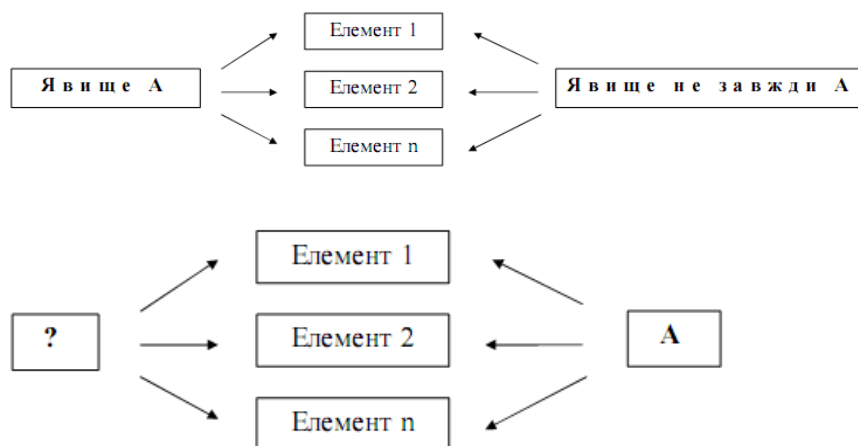 Елемент 1
Явище А
Елемент 2
Явище не завжди А
Елемент n
Елемент 1
?
Елемент 2
А
Елемент n